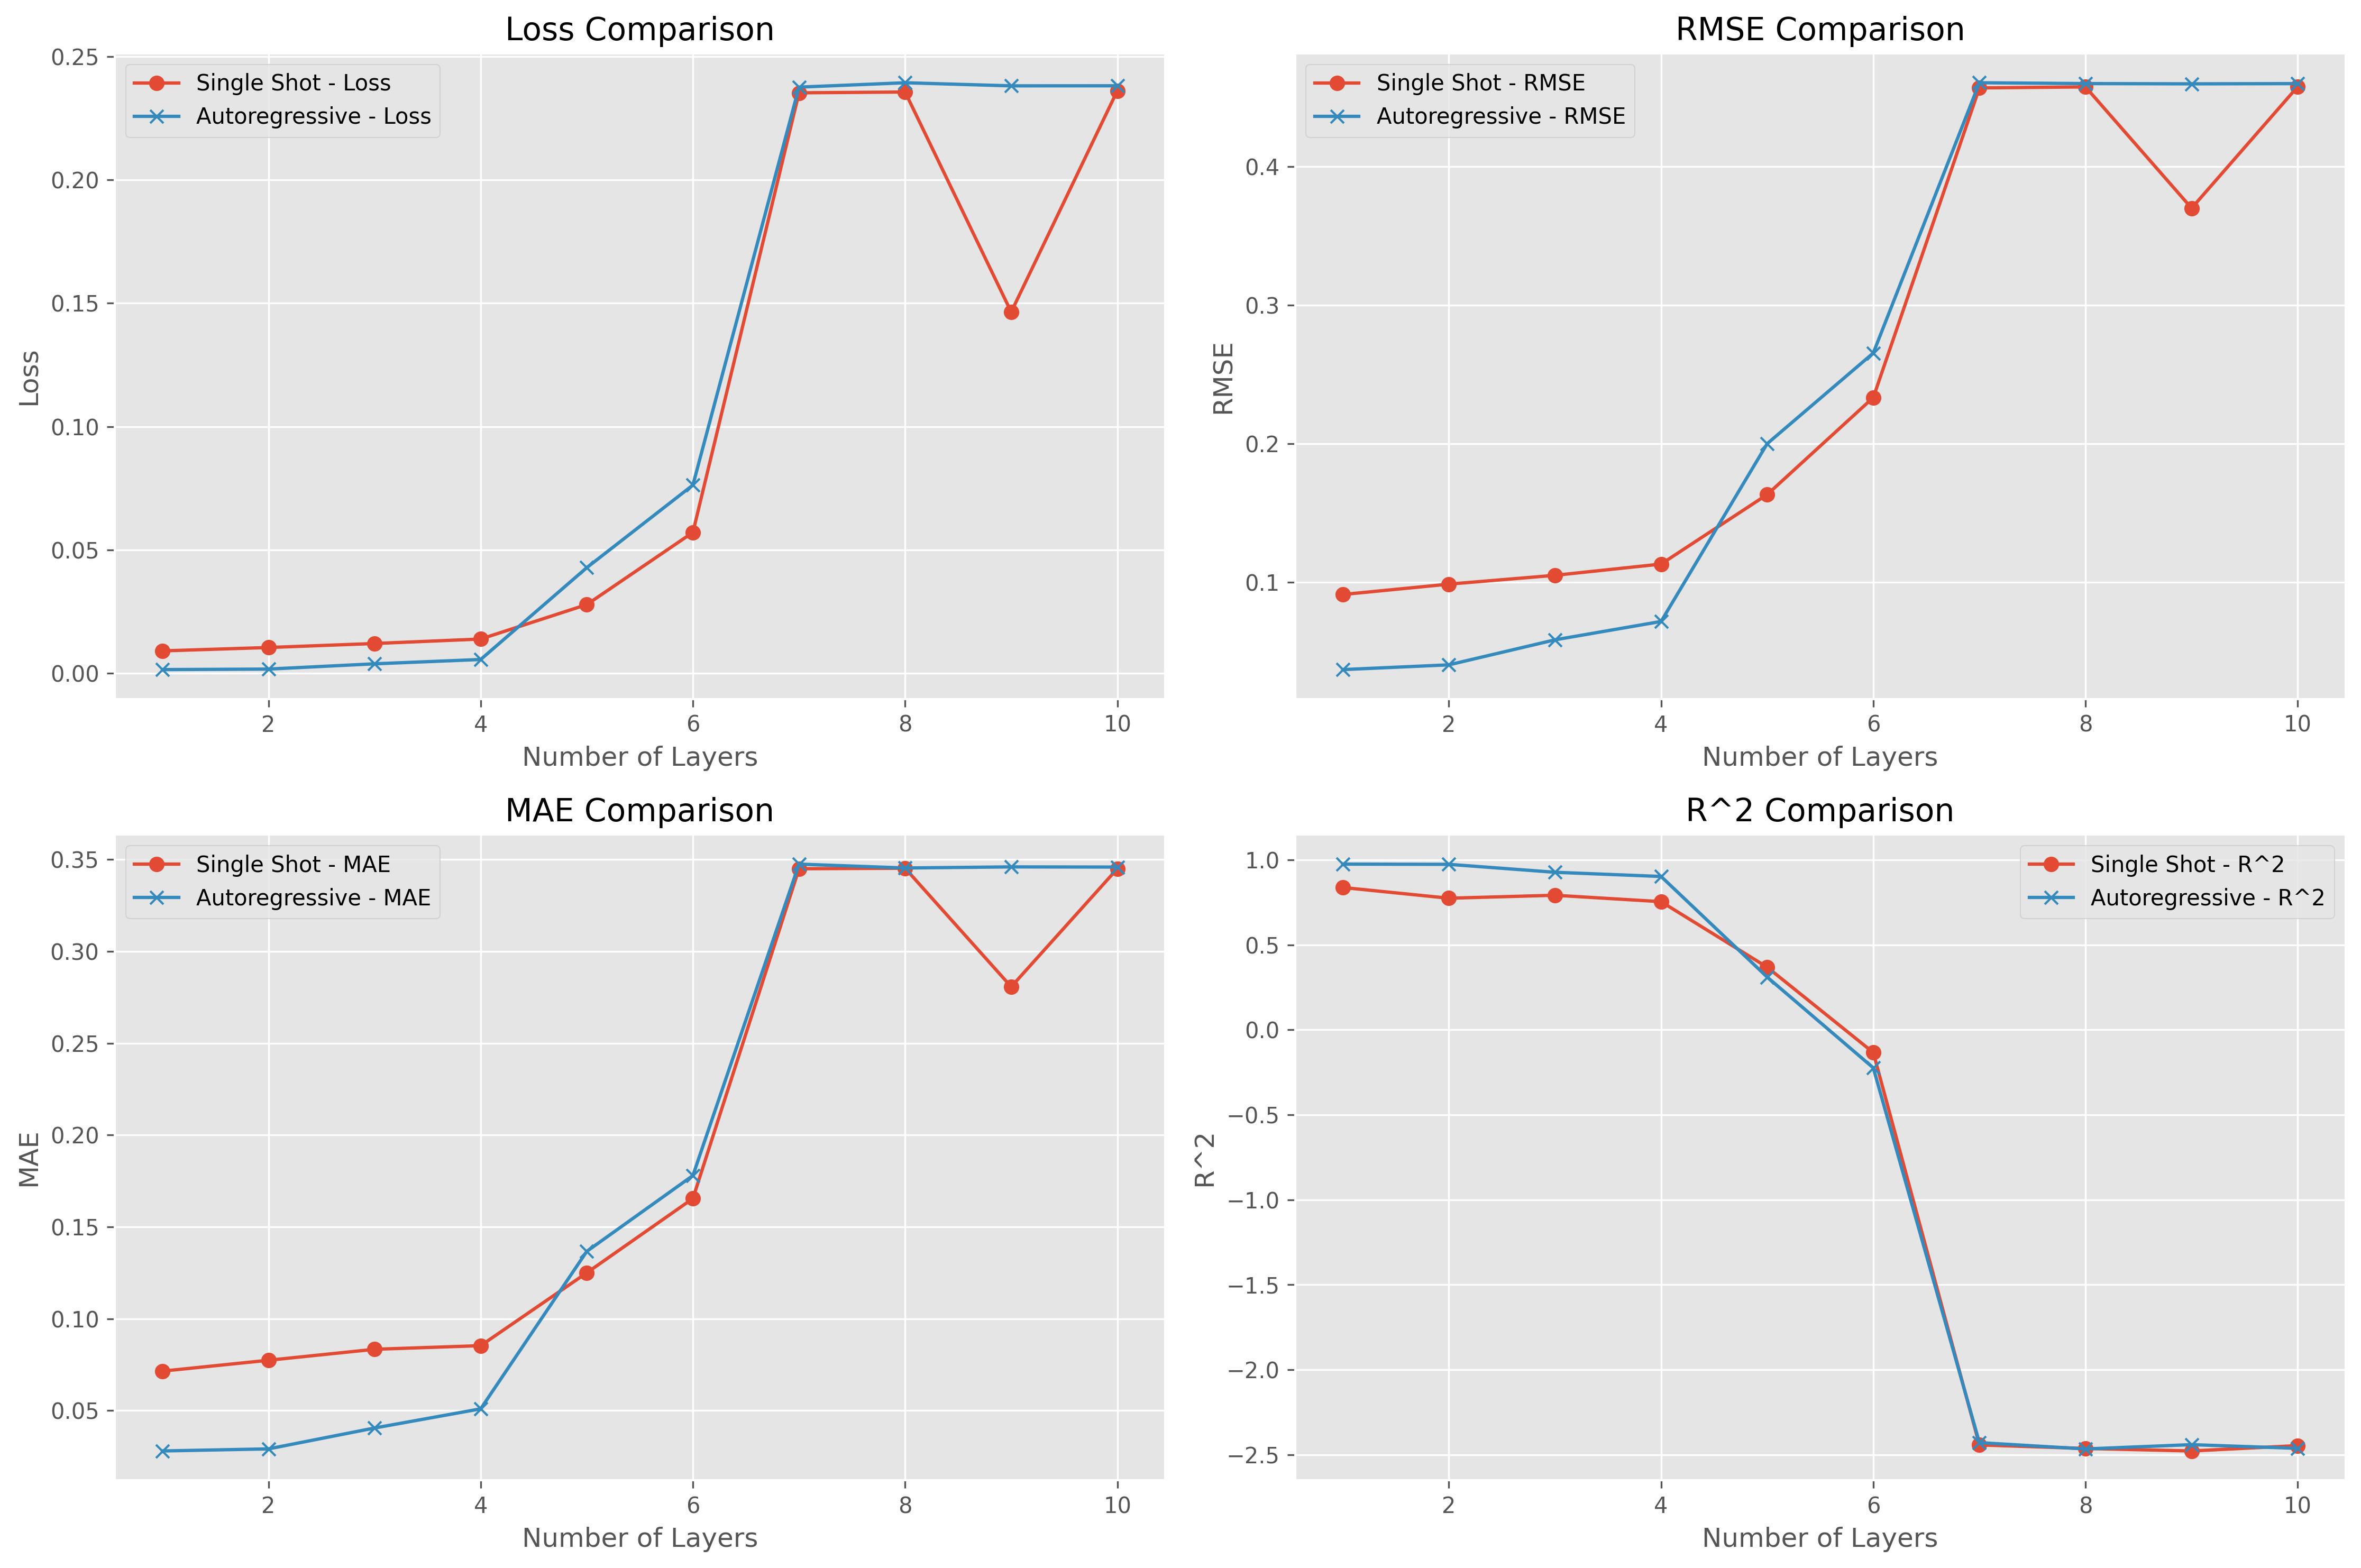 Loss Comparison
Single Shot - Loss
Autoregressive - Loss
Loss
0.25
0.20
0.15
0.10
0.05
0.00
2 4 6 8 10
Number of Layers
RMSE Comparison
Single Shot - RMSE
Autoregressive - RMSE
RMSE
0.4
0.3
0.2
0.1
2 4 6 8 10
Number of Layers
MAE Comparison
Single Shot - MAE
Autoregressive - MAE
MAE
0.35
0.30
0.25
0.20
0.15
0.10
0.05
2 4 6 8 10
Number of Layers
R^2 Comparison
Single Shot - R^2
Autoregressive - R^2
R^2
1.0
0.5
0.0
−0.5
−1.0
−1.5
−2.0
−2.5
2 4 6 8 10
Number of Layers